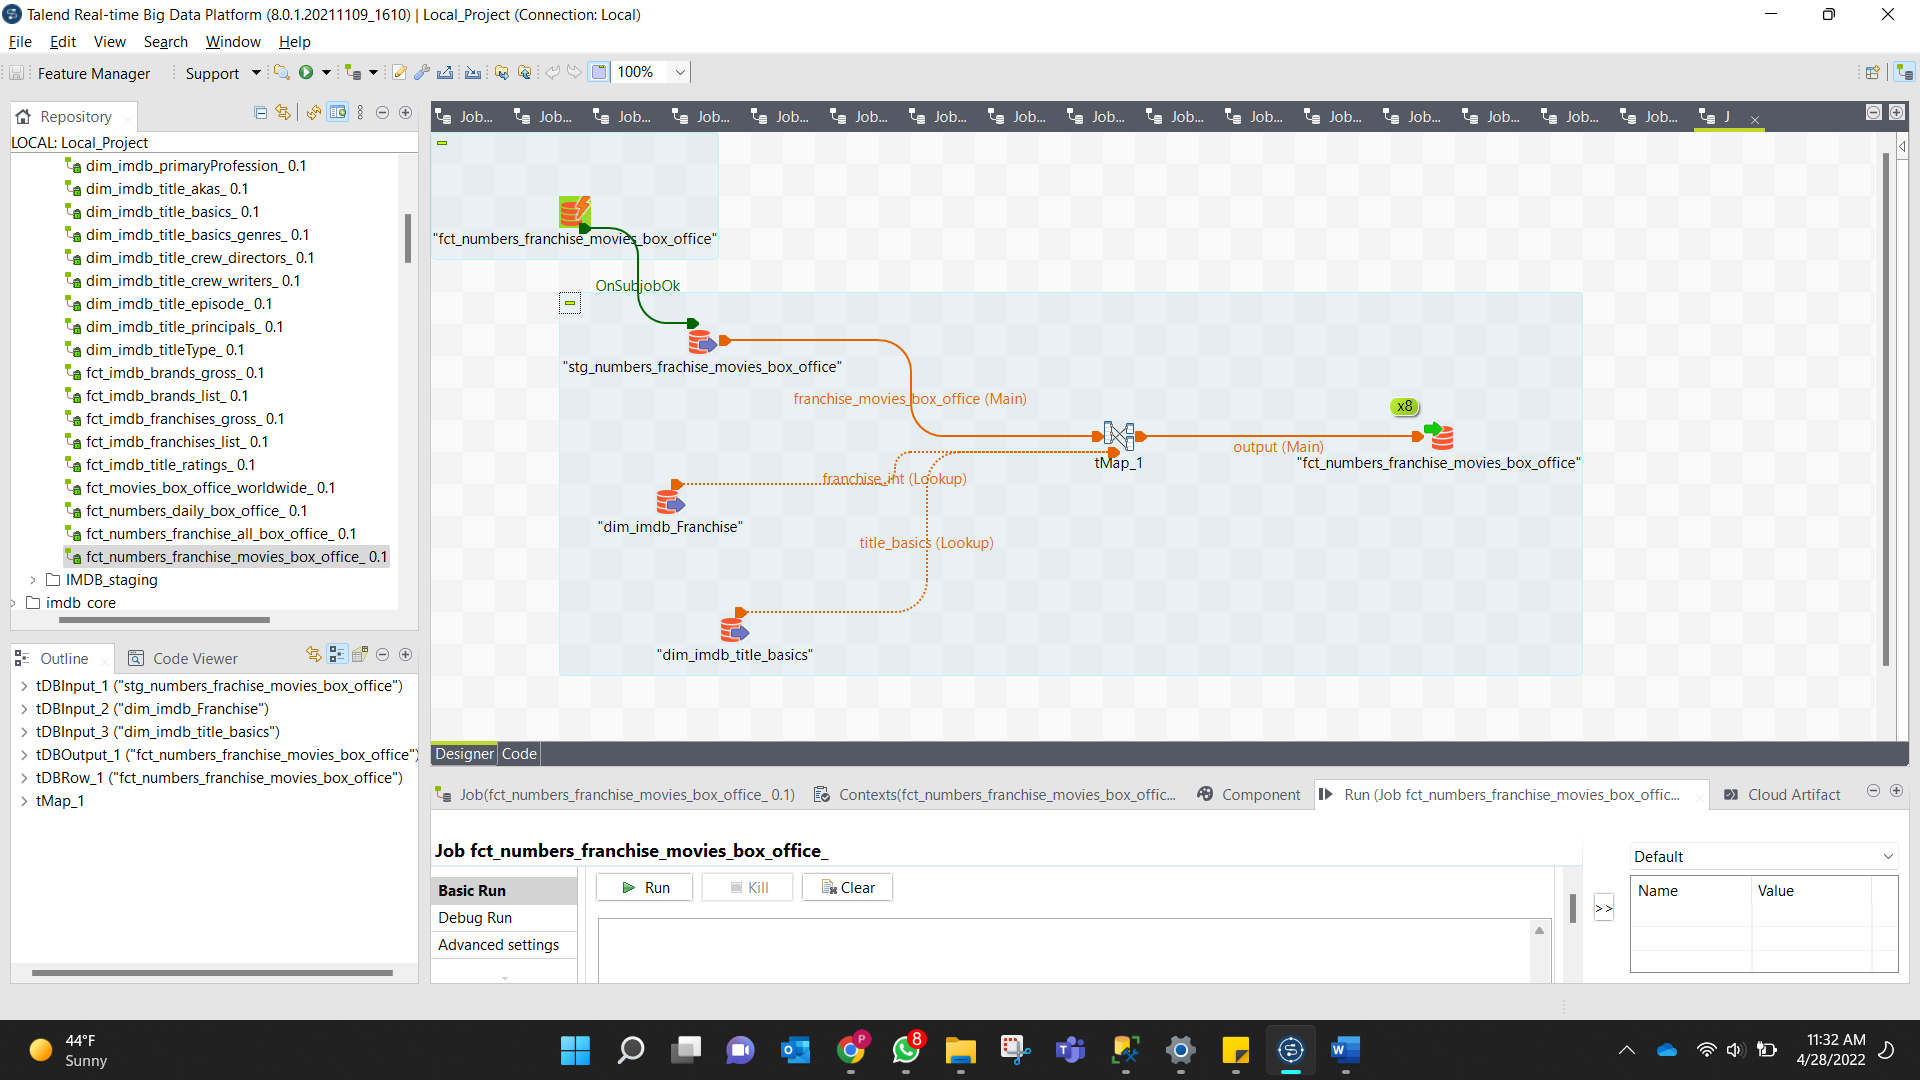 Talend Real-time Big Data Platform (8.0.1.20211109_1610) | Local_Project (Connection: Local)
File Edit View Search Window Help
Feature Manager Support 100%
Repository
LOCAL: Local_Project
dim_imdb_primaryProfession_ 0.1
dim_imdb_title_akas_ 0.1
dim_imdb_title_basics_ 0.1
dim_imdb_title_basics_genres_ 0.1
dim_imdb_title_crew_directors_ 0.1
dim_imdb_title_crew_writers_ 0.1
dim_imdb_title_episode_ 0.1
dim_imdb_title_principals_ 0.1
dim_imdb_titleType_ 0.1
fct_imdb_brands_gross_ 0.1
fct_imdb_brands_list_ 0.1
fct_imdb_franchises_gross_ 0.1
fct_imdb_franchises_list_ 0.1
fct_imdb_title_ratings_ 0.1
fct_movies_box_office_worldwide_ 0.1
fct_numbers_daily_box_office_ 0.1
fct_numbers_franchise_all_box_office_ 0.1
fct_numbers_franchise_movies_box_office_ 0.1
IMDB_staging
imdb core
Outline Code Viewer
tDBInput_1 ("stg_numbers_frachise_movies_box_office")
tDBInput_2 ("dim_imdb_Franchise")
tDBInput_3 ("dim_imdb_title_basics")
tDBOutput_1 ("fct_numbers_franchise_movies_box_office")
tDBRow_1 ("fct_numbers_franchise_movies_box_office")
tMap_1
Job... Job... Job... Job... Job... Job... Job... Job... Job... Job... Job... Job... Job... Job... Job... Job... J
"fct_numbers_franchise_movies_box_office"
OnSubjobOk
"stg_numbers_frachise_movies_box_office"
franchise_movies_box_office (Main)
x8
output (Main)
tMap_1
"fct_numbers_franchise_movies_box_office"
franchise_int (Lookup)
"dim_imdb_Franchise"
title_basics (Lookup)
"dim_imdb_title_basics"
Designer Code
Job(fct_numbers_franchise_movies_box_office_ 0.1) Contexts(fct_numbers_franchise_movies_box_offic... Component Run (Job fct_numbers_franchise_movies_box_offic... Cloud Artifact
Job fct_numbers_franchise_movies_box_office_
Basic Run
Debug Run
Advanced settings
Run Kill Clear
>>
Default
Name Value
44°F
Sunny
P
8
11:32 AM
4/28/2022